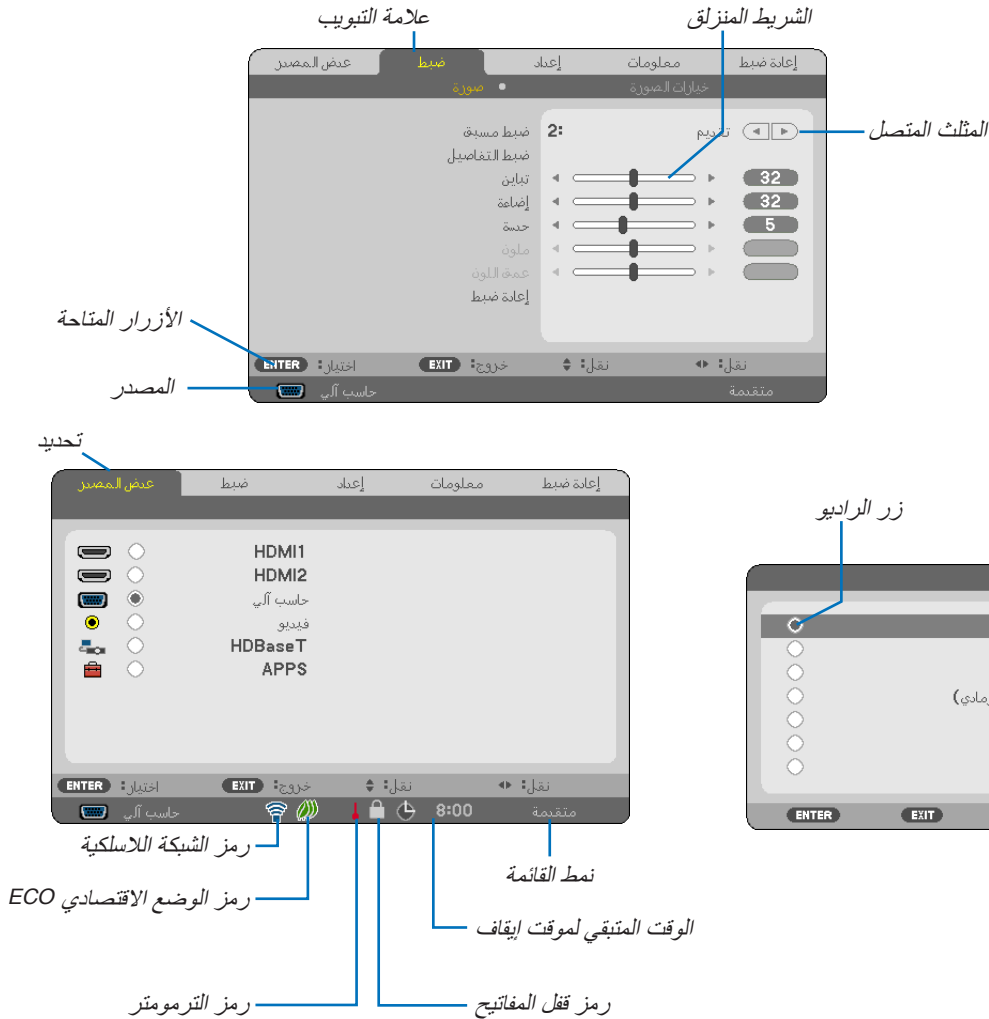 علامة التبويب
الشريط المنزلق
عرض المصدر ضبط إعداد معلومات إعادة ضبط
صورة • خيارات الصورة
المثلث المتصل
ضبط مسبق 2: تقديم
ضبط التفاصيل
تباين 32
إضاءة 32
حدة 5
ملوة
عمق اللون
إعادة ضبط
الأزرار المتاحة
ENTER اختيار: EXIT خروج: نقل: نقل:
المصدر
حاسب آلي متقدمة
تحديد
عرض المصدر ضبط إعداد معلومات إعادة ضبط
HDMI1
HDMI2
حاسب آلي
فيديو
HDBaseT
APPS
ENTER اختيار: EXIT خروج: نقل: نقل:
حاسب آلي 8:00 متقدمة
زر الراديو
مادي)
ENTER EXIT
رمز الشبكة اللاسلكية
نمط القائمة
رمز الوضع الاقتصادي ECO
الوقت المتبقي لموقت إيقاف
رمز الترمومتر
رمز قفل المفاتيح